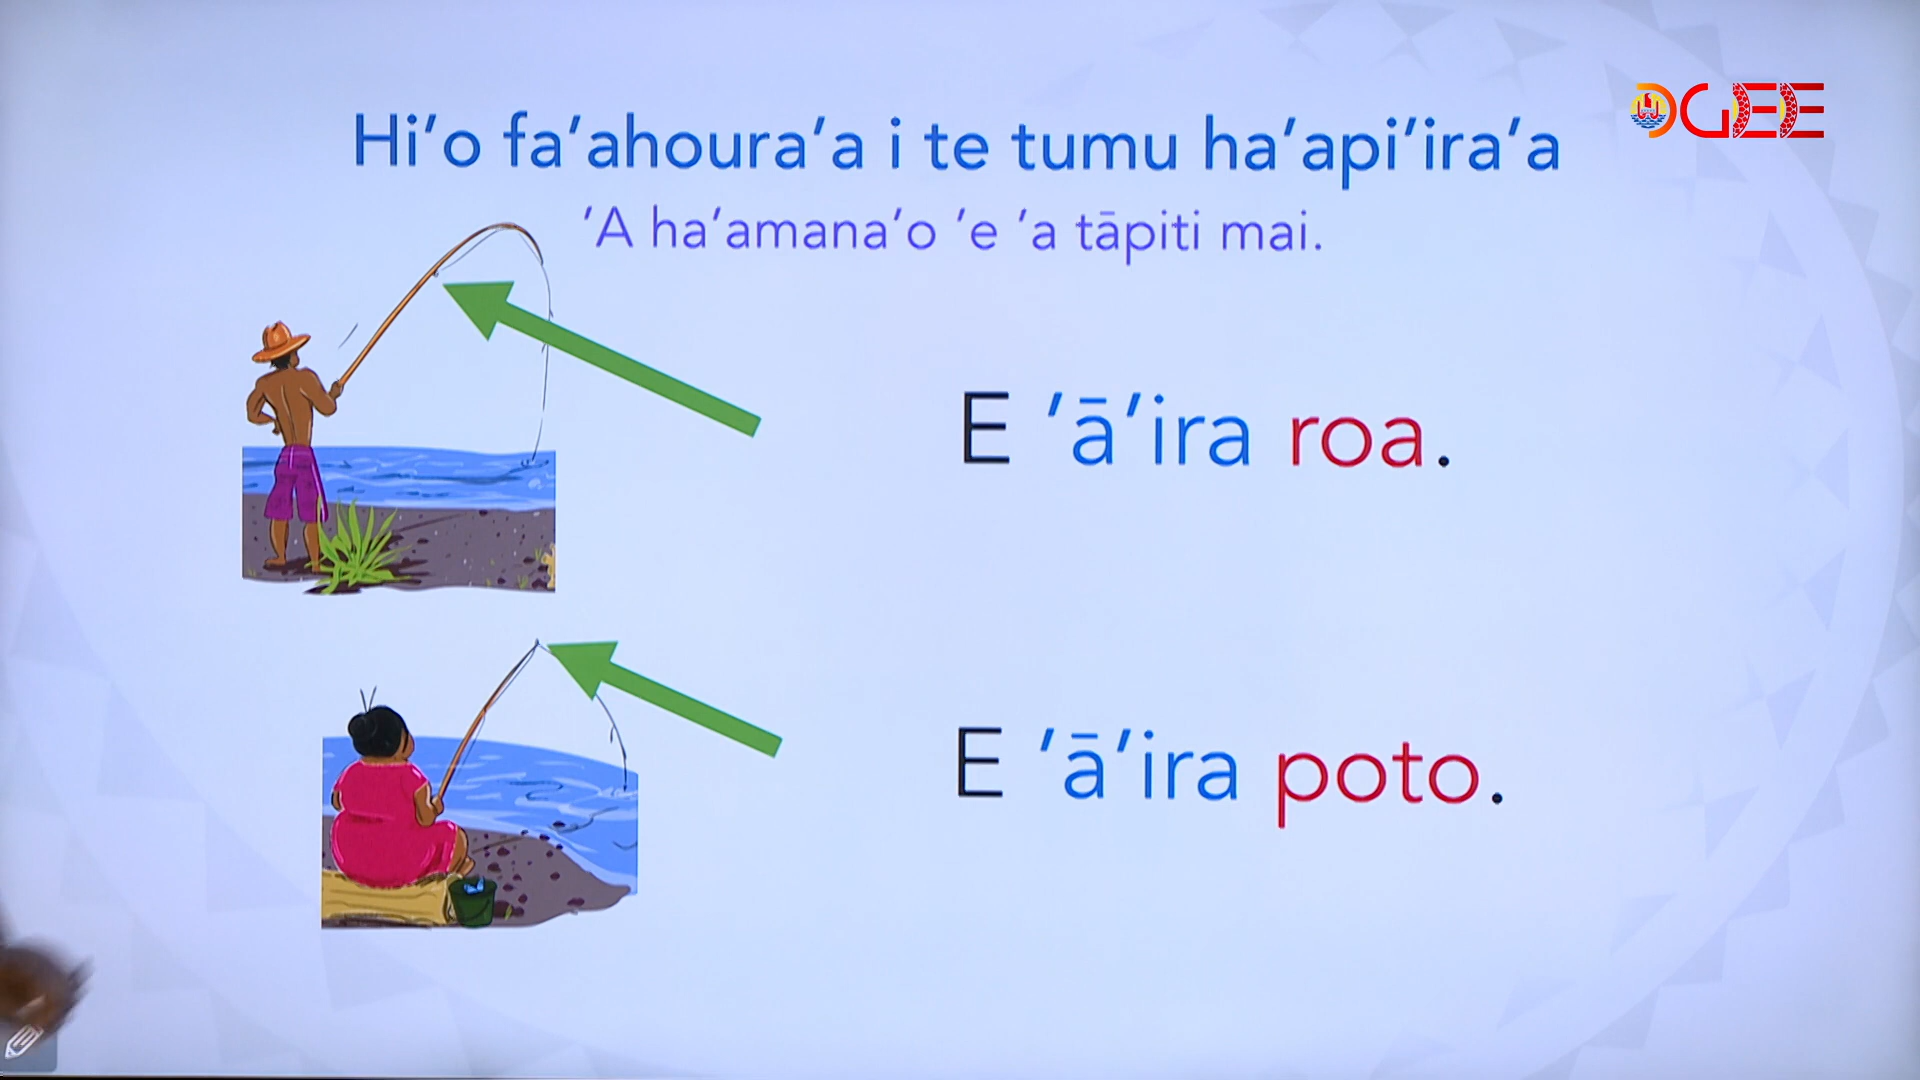 DGEE
Hi'o fa'ahoura'a i te tumu ha'api'ira'a
'A ha'amana'o 'e 'a tāpiti mai.
E 'ā'ira roa.
E 'ā'ira poto.